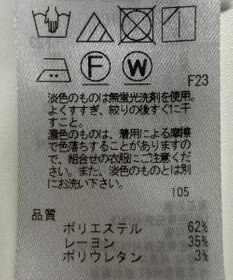 F
W
F23
淡色のものは無蛍光洗剤を使用。
よくすすぎ、絞りの後すぐに干
すこと。
濃色のものは、着用による摩擦
で色落ちすることがありますの
で、組合せの衣服にご注意くだ
さい。また、淡色のものとは別
にお洗い下さい。
105
品質
ポリエステル 62%
レーヨン 35%
ポリウレタン 3%